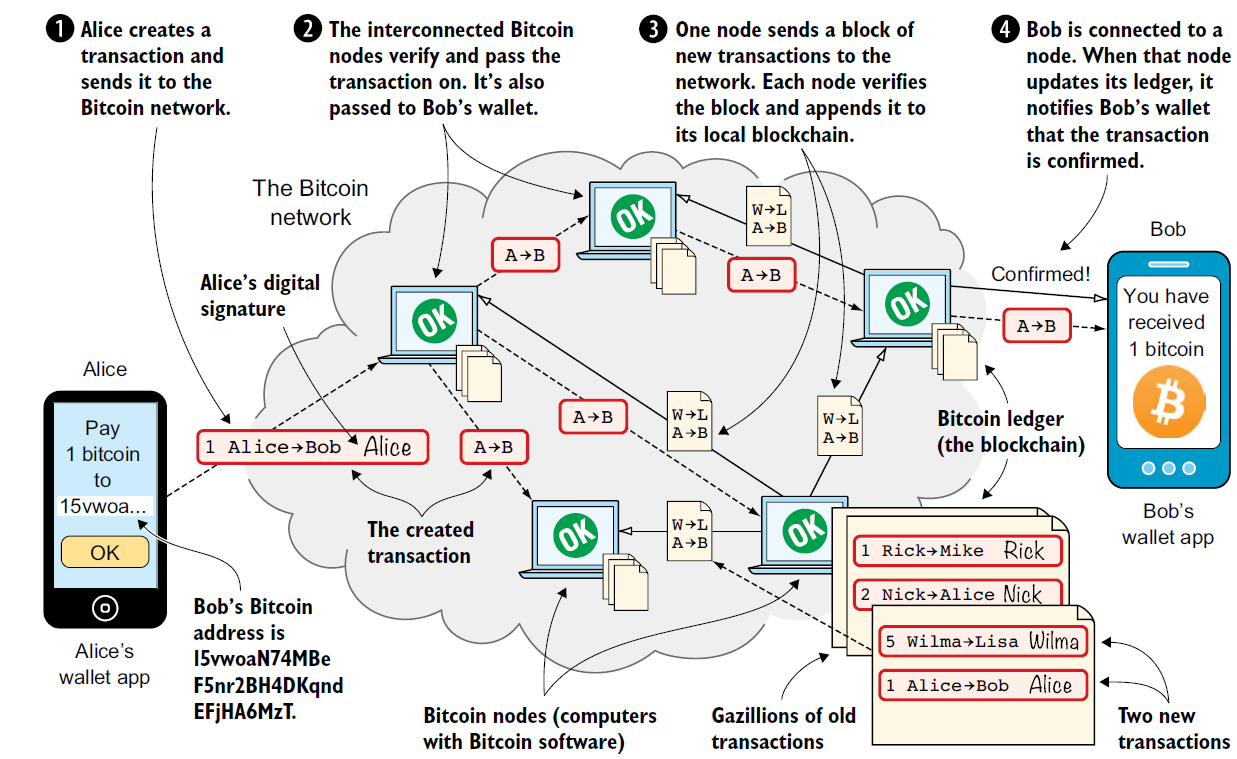 1 Alice creates a
transaction and
sends it to the
Bitcoin network.
2 The interconnected Bitcoin
nodes verify and pass the
transaction on. It’s also
passed to Bob’s wallet.
3 One node sends a block of
new transactions to the
network. Each node verifies
the block and appends it to
its local blockchain.
4 Bob is connected to a
node. When that node
updates its ledger, it
notifies Bob’s wallet
that the transaction
is confirmed.
The Bitcoin
network
OK
W→L
A→B
A→B
A→B
Alice’s digital
signature
OK
OK
Confirmed!
A→B
Bob
You have
received
1 bitcoin
₿
Bob’s
wallet app
Alice
Pay
1 bitcoin
to
15vwoa...
OK
Alice’s
wallet app
1 Alice→Bob Alice
A→B
A→B
W→L
A→B
W→L
A→B
Bitcoin ledger
(the blockchain)
The created
transaction
OK
W→L
A→B
OK
1 Rick→Mike Rick
2 Nick→Alice Nick
5 Wilma→Lisa Wilma
1 Alice→Bob Alice
Bob’s Bitcoin
address is
15vwoaN74MBe
F5nr2BH4DKqnd
EFjHA6MzT.
Bitcoin nodes (computers
with Bitcoin software)
Gazillions of old
transactions
Two new
transactions